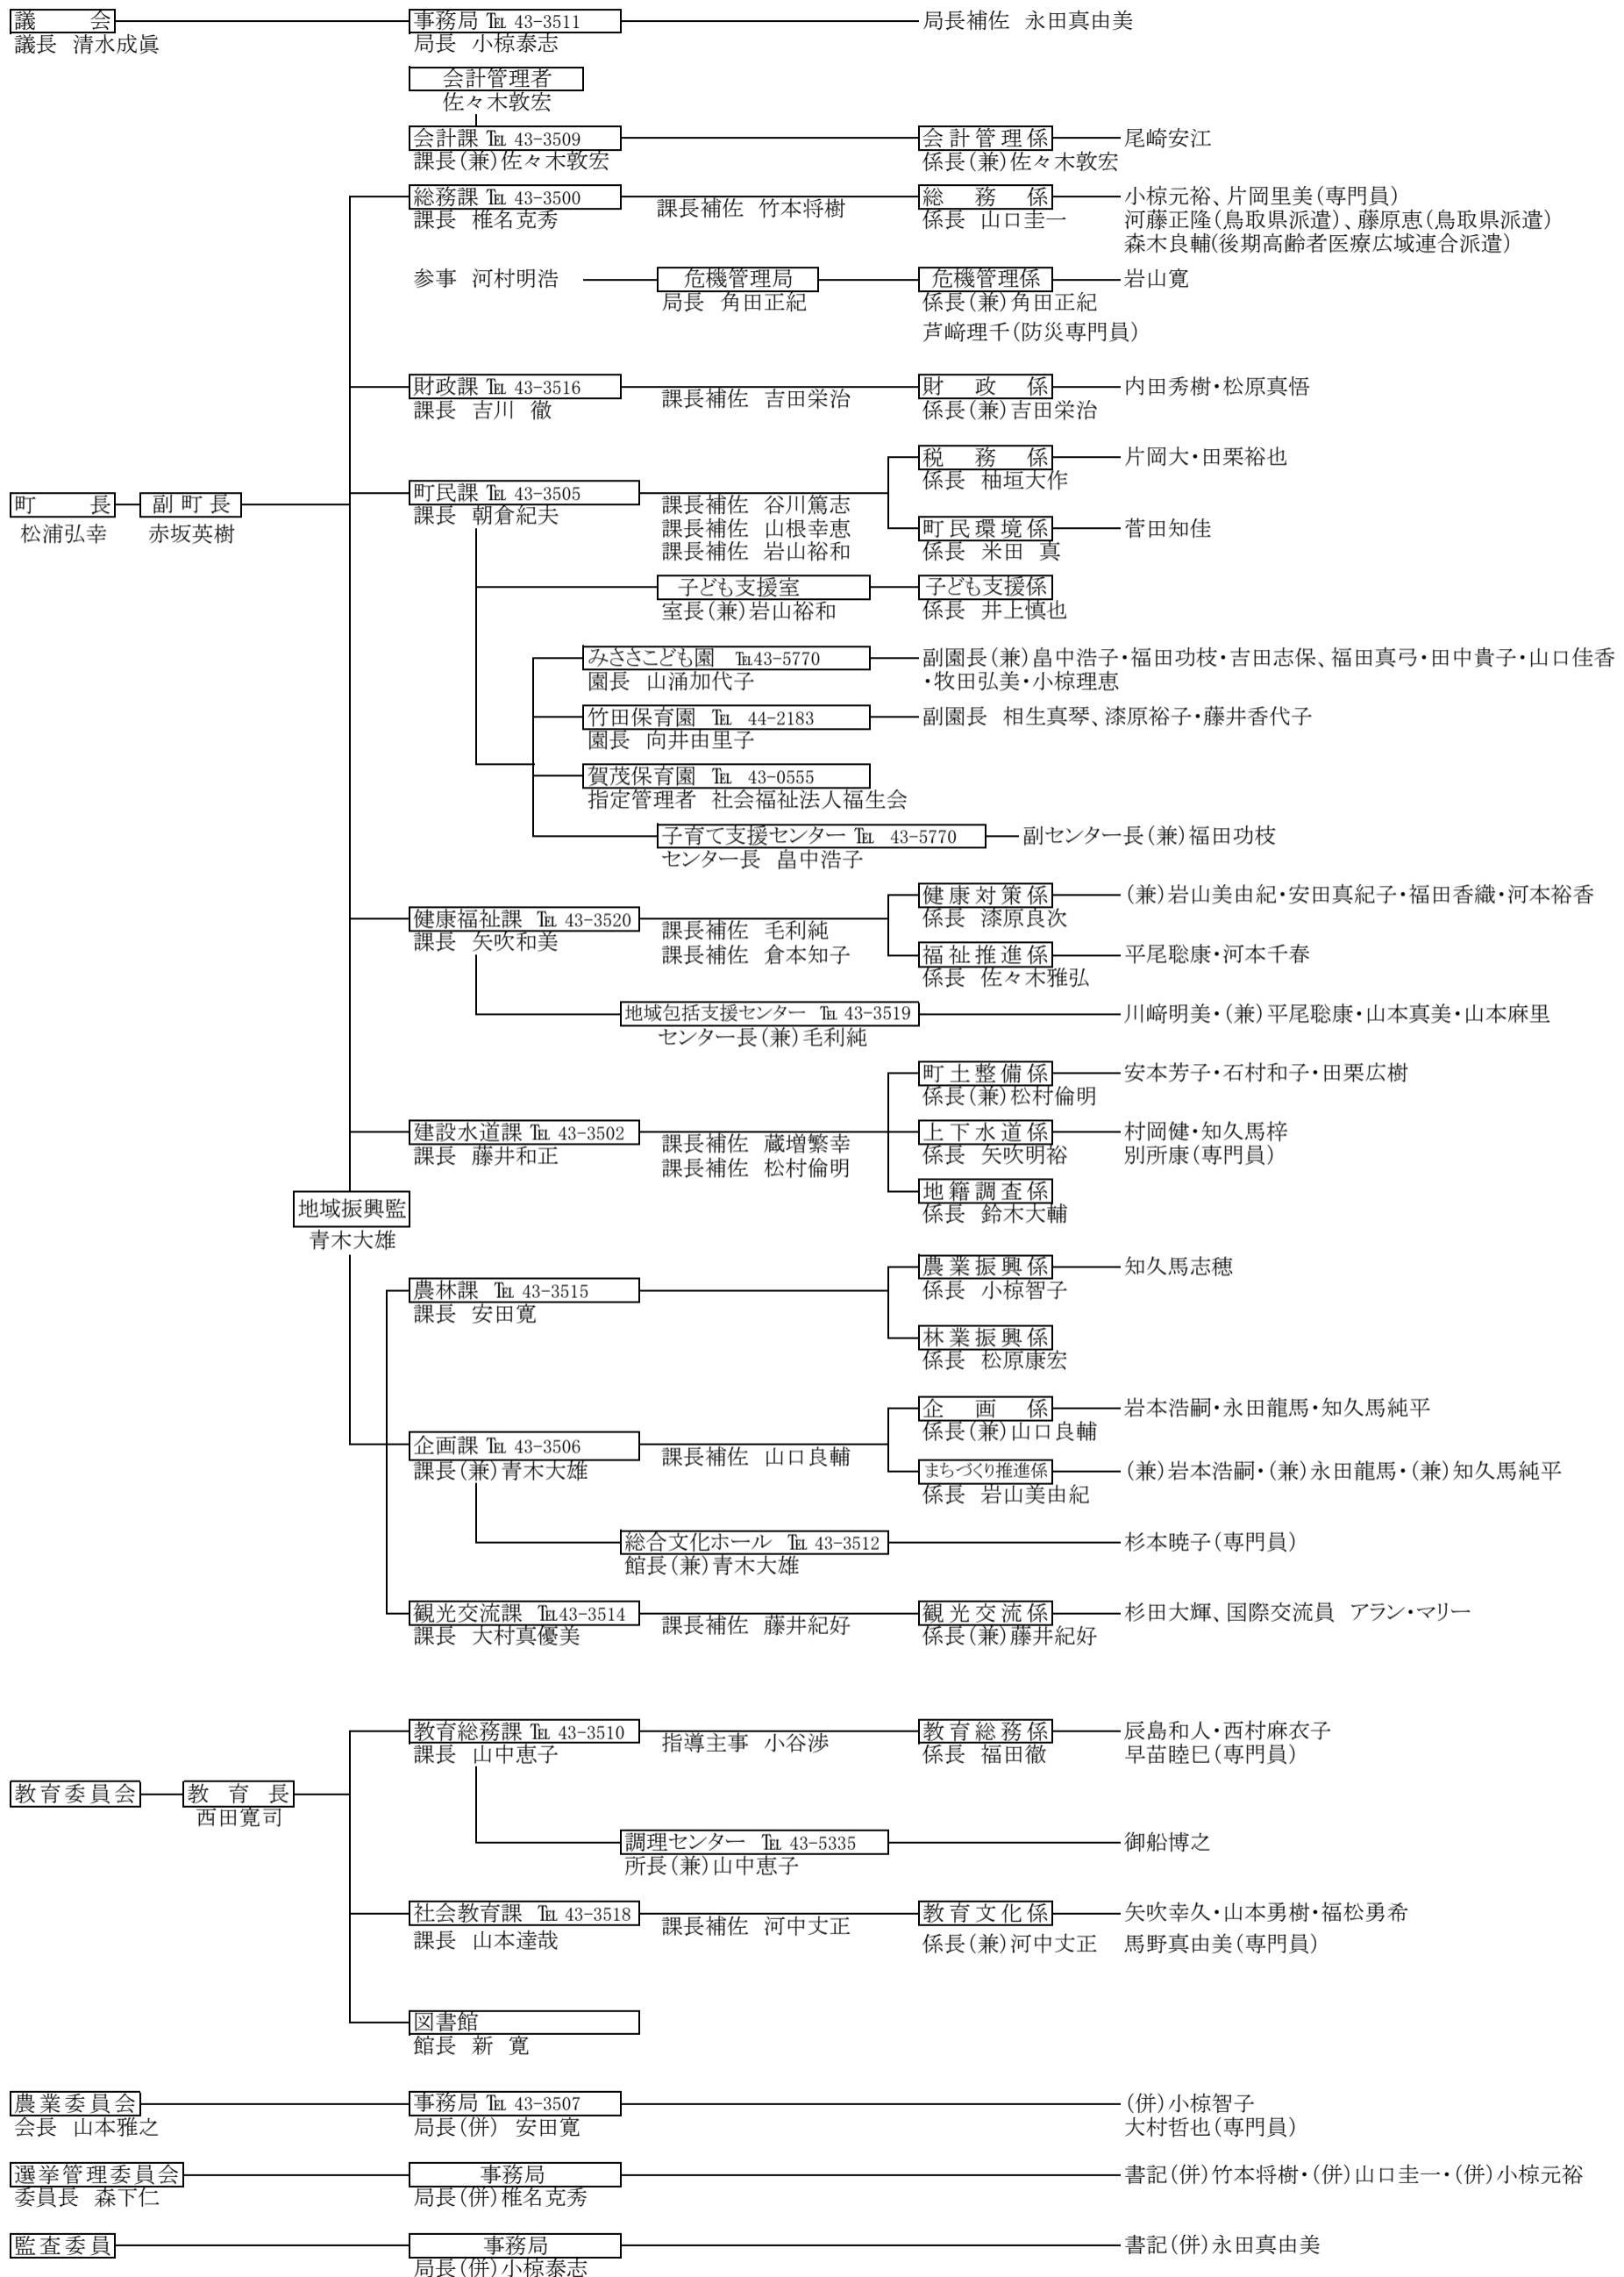 議　会　事務局 ℡ 43-3511　局長補佐　永田真由美
議長　清水成眞　局長　小椋泰志
会計管理者
佐々木敦宏
会計課 ℡ 43-3509　会計管理係　尾崎安江
課長（兼）佐々木敦宏　係長（兼）佐々木敦宏
総務課 ℡ 43-3500　課長補佐　竹本将樹　総　務　係　小椋元裕、片岡里美（専門員）
課長　椎名克秀　係長　山口圭一　河藤正隆（鳥取県派遣）、藤原恵（鳥取県派遣）
森木良輔(後期高齢者医療広域連合派遣）
参事　河村明浩　危機管理局　危機管理係　岩山寛
局長　角田正紀　係長（兼）角田正紀
芦﨑理千（防災専門員）
財政課 ℡ 43-3516　課長補佐　吉田栄治　財　政　係　内田秀樹・松原真悟
課長　吉川　徹　係長（兼）吉田栄治
税　務　係　片岡大・田栗裕也
係長　柚垣大作
町　長　副 町 長　町民課 ℡ 43-3505　課長補佐　谷川篤志
松浦弘幸　赤坂英樹　課長　朝倉紀夫　課長補佐　山根幸恵　町民環境係　菅田知佳
課長補佐　岩山裕和　係長　米田　真
子ども支援室　子ども支援係
室長（兼）岩山裕和　係長　井上慎也
みささこども園　℡43-5770　副園長（兼）畠中浩子・福田功枝・吉田志保、福田真弓・田中貴子・山口佳香
園長　山涌加代子　・牧田弘美・小椋理恵
竹田保育園　℡　44-2183　副園長　相生真琴、漆原裕子・藤井香代子
園長　向井由里子
賀茂保育園　℡　43-0555
指定管理者　社会福祉法人福生会
子育て支援センター ℡　43-5770　副センター長（兼）福田功枝
センター長　畠中浩子
健康対策係　（兼）岩山美由紀・安田真紀子・福田香織・河本裕香
健康福祉課　℡ 43-3520　課長補佐　毛利純　係長　漆原良次
課長　矢吹和美　課長補佐　倉本知子　福祉推進係　平尾聡康・河本千春
係長　佐々木雅弘
地域包括支援センター　℡ 43-3519　川﨑明美・（兼）平尾聡康・山本真美・山本麻里
センター長（兼）毛利純
町土整備係　安本芳子・石村和子・田栗広樹
係長（兼）松村倫明
建設水道課 ℡ 43-3502　課長補佐　蔵増繁幸　上下水道係　村岡健・知久馬梓
課長　藤井和正　課長補佐　松村倫明　係長　矢吹明裕　別所康（専門員）
地籍調査係
地域振興監　係長　鈴木大輔
青木大雄
農業振興係　知久馬志穂
農林課　℡ 43-3515　係長　小椋智子
課長　安田寛
林業振興係
係長　松原康宏
企　画　係　岩本浩嗣・永田龍馬・知久馬純平
企画課 ℡ 43-3506　課長補佐　山口良輔　係長（兼）山口良輔
課長（兼）青木大雄　まちづくり推進係　（兼）岩本浩嗣・（兼）永田龍馬・（兼）知久馬純平
係長　岩山美由紀
総合文化ホール　℡ 43-3512　杉本暁子（専門員）
館長（兼）青木大雄
観光交流課　℡43-3514　課長補佐　藤井紀好　観光交流係　杉田大輝、国際交流員　アラン・マリー
課長　大村真優美　係長（兼）藤井紀好
教育総務課 ℡ 43-3510　指導主事　小谷渉　教育総務係　辰島和人・西村麻衣子
課長　山中恵子　係長　福田徹　早苗睦巳（専門員）
教育委員会　教　育　長
西田寛司
調理センター　℡ 43-5335　御船博之
所長（兼）山中恵子
社会教育課　℡ 43-3518　課長補佐　河中丈正　教育文化係　矢吹幸久・山本勇樹・福松勇希
課長　山本達哉　係長（兼）河中丈正　馬野真由美（専門員）
図書館
館長　新　寛
農業委員会　事務局 ℡ 43-3507　（併）小椋智子
会長　山本雅之　局長（併）　安田寛　大村哲也（専門員）
選挙管理委員会　事務局　書記（併）竹本将樹・（併）山口圭一・（併）小椋元裕
委員長　森下仁　局長（併）椎名克秀
監査委員　事務局　書記（併）永田真由美
局長（併）小椋泰志